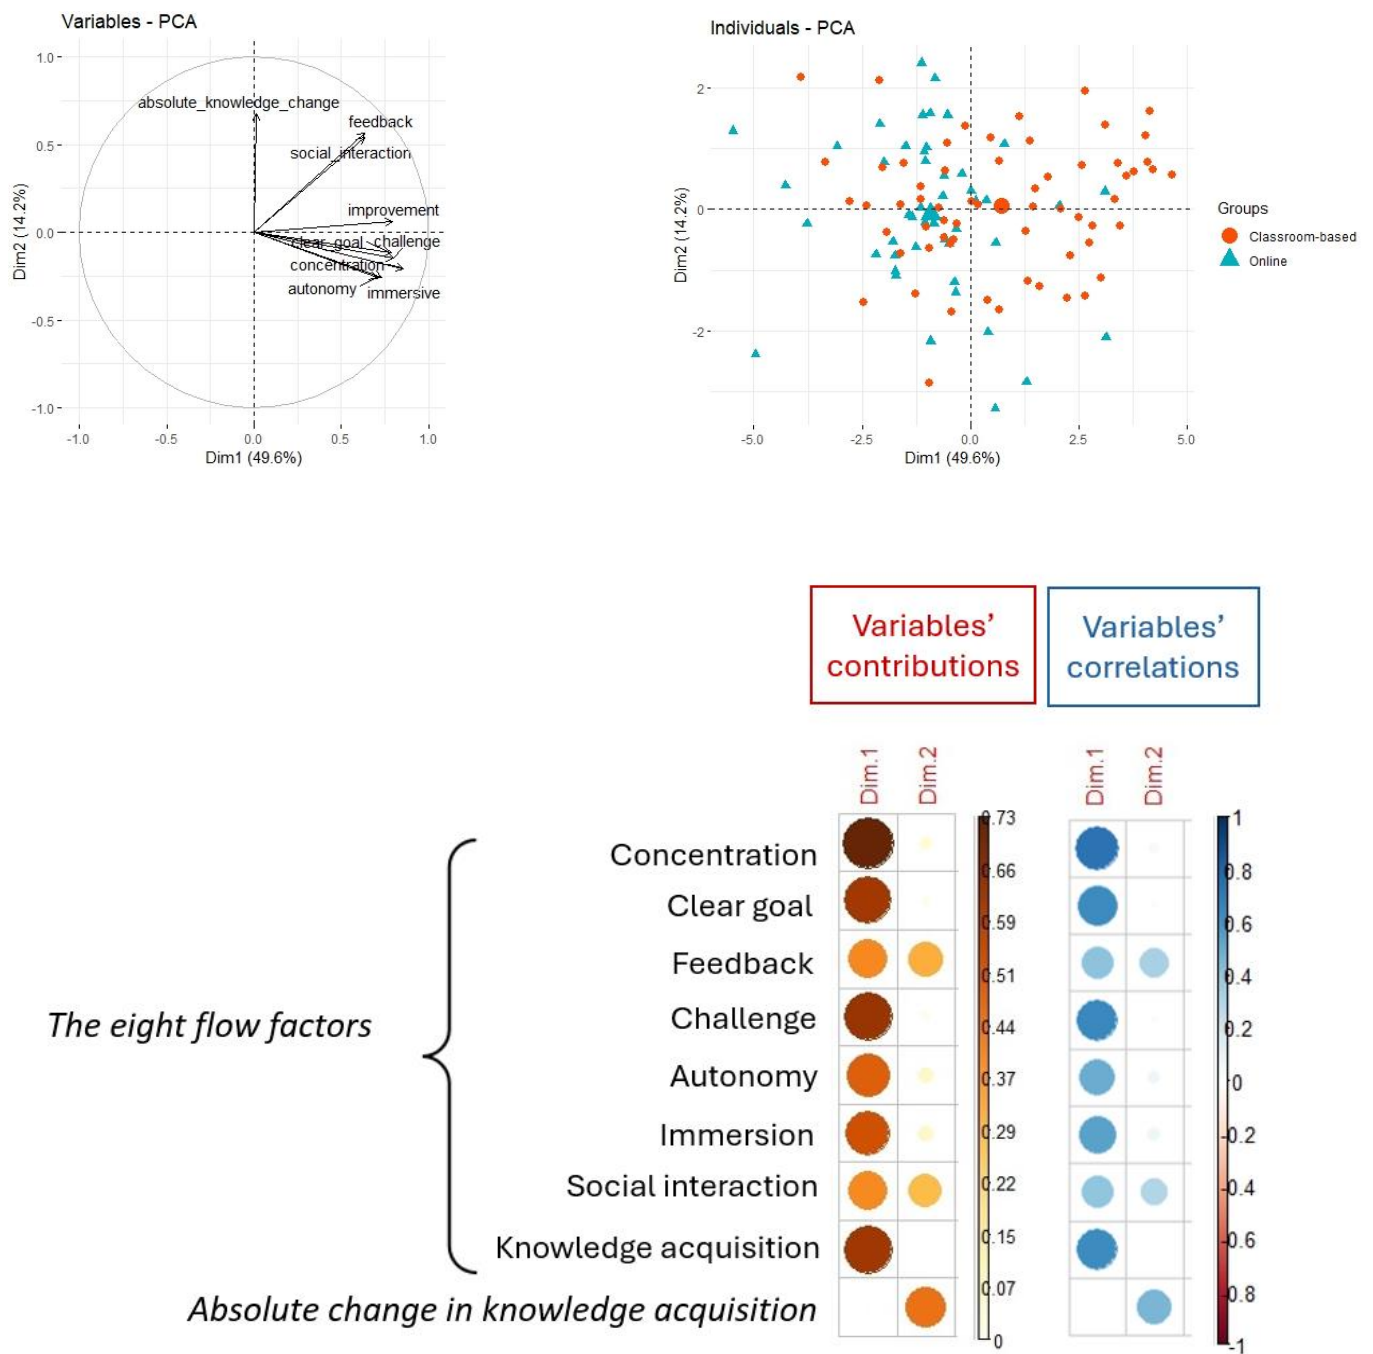 Variables - PCA
1.0
0.5
0.0
-0.5
-1.0
Dim2 (14.2%)
absolute_knowledge_change
feedback
social_interaction
improvement
clear_goal
challenge
concentration
autonomy
immersive
-1.0
-0.5
0.0
0.5
1.0
Dim1 (49.6%)
Individuals - PCA
2
0
-2
Dim2 (14.2%)
-5.0
-2.5
0.0
2.5
5.0
Dim1 (49.6%)
Groups
Classroom-based
Online
Variables'
contributions
Variables'
correlations
Dim.1
Dim.2
Dim.1
Dim.2
The eight flow factors
Concentration
Clear goal
Feedback
Challenge
Autonomy
Immersion
Social interaction
Knowledge acquisition
Absolute change in knowledge acquisition
0.73
0.66
0.59
0.51
0.44
0.37
0.29
0.22
0.15
0.07
0
1
0.8
0.6
0.4
0.2
0
-0.2
-0.4
-0.6
-0.8
-1